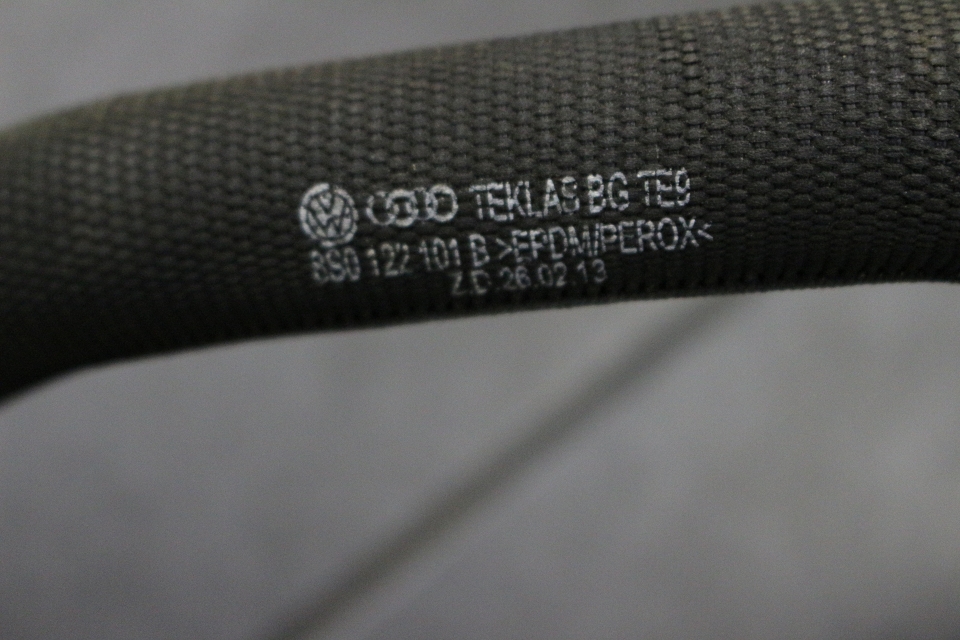 TEKLAS BG TE9
8S0 122 101 B >EPDM/PEROX<
Z.D. 26.02 13